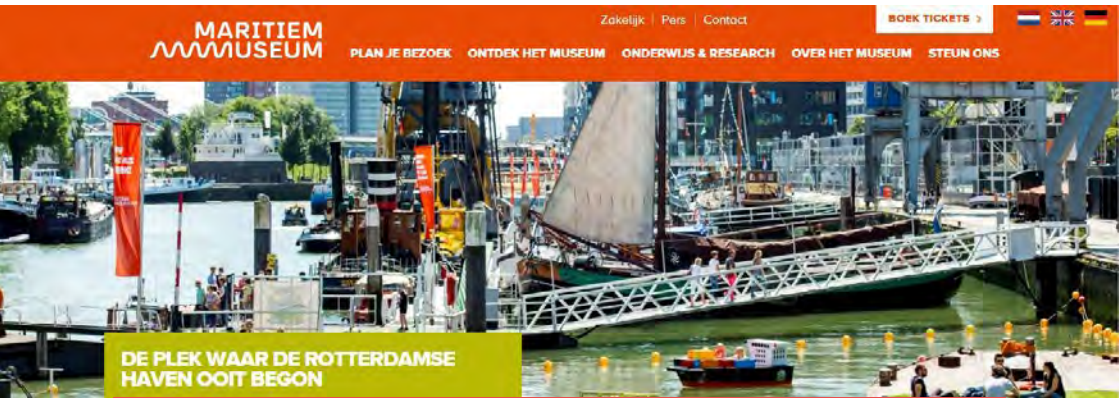 MARITIEM
MUSEUM
Zakelijk | Pers | Contact
BOEK TICKETS >
PLAN JE BEZOEK ONTDEK HET MUSEUM ONDERWIJS & RESEARCH OVER HET MUSEUM STEUN ONS
DE PLEK WAAR DE ROTTERDAMSE
HAVEN OOIT BEGON